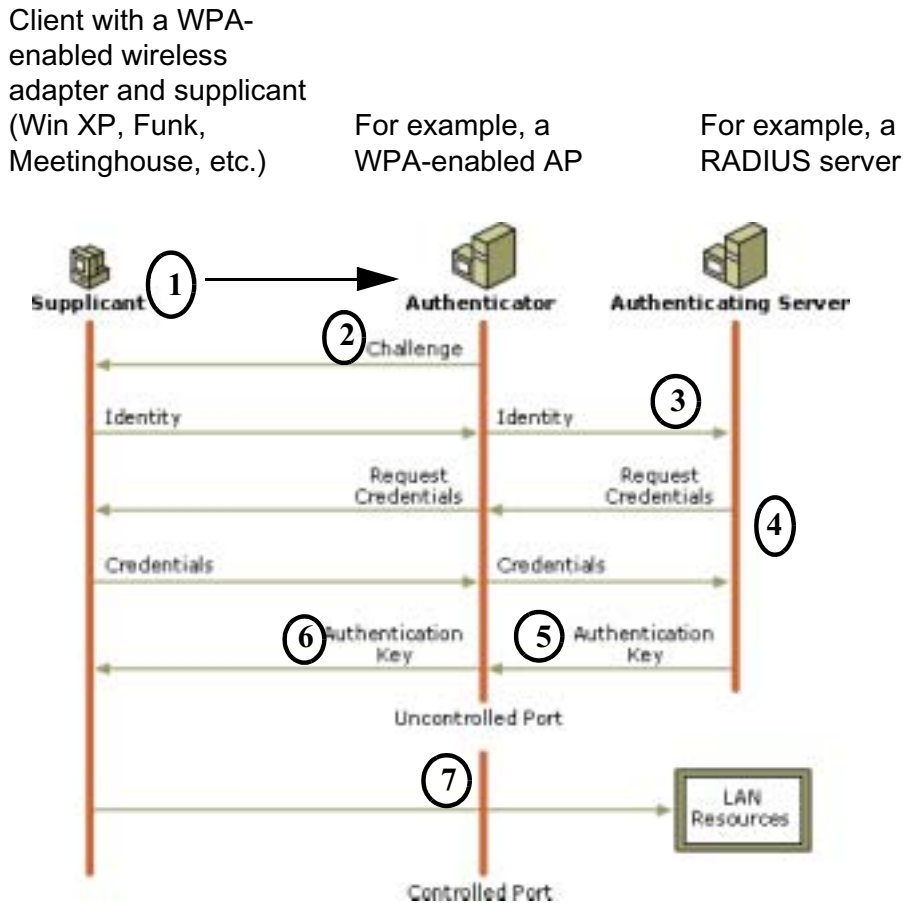 Client with a WPA-
enabled wireless
adapter and supplicant
(Win XP, Funk,
Meetinghouse, etc.)
For example, a
WPA-enabled AP
For example, a
RADIUS server
1
Supplicant
Authenticator
Authenticating Server
2
Challenge
Identity
Identity
3
Request
Credentials
Request
Credentials
4
Credentials
Credentials
6
Authentication
Key
5
Authentication
Key
Uncontrolled Port
7
LAN
Resources
Controlled Port